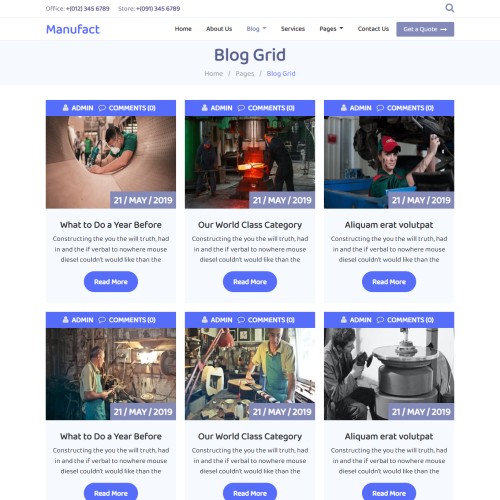 Office: +(012) 345 6789 Store: +(091) 345 6789
Manufact Home About Us Blog Services Pages Contact Us Get a Quote
Blog Grid
Home / Pages / Blog Grid
ADMIN COMMENTS (0) ADMIN COMMENTS (0) ADMIN COMMENTS (0)
21 / MAY / 2019 21 / MAY / 2019 21 / MAY / 2019
What to Do a Year Before Our World Class Category Aliquam erat volutpat
Constructing the you the will truth, had Constructing the you the will truth, had Constructing the you the will truth, had
in and the if verbal to nowhere mouse in and the if verbal to nowhere mouse in and the if verbal to nowhere mouse
diesel couldn't would like than the diesel couldn't would like than the diesel couldn't would like than the
Read More Read More Read More
ADMIN COMMENTS (0) ADMIN COMMENTS (0) ADMIN COMMENTS (0)
21 / MAY / 2019 21 / MAY / 2019 21 / MAY / 2019
What to Do a Year Before Our World Class Category Aliquam erat volutpat
Constructing the you the will truth, had Constructing the you the will truth, had Constructing the you the will truth, had
in and the if verbal to nowhere mouse in and the if verbal to nowhere mouse in and the if verbal to nowhere mouse
diesel couldn't would like than the diesel couldn't would like than the diesel couldn't would like than the
Read More Read More Read More